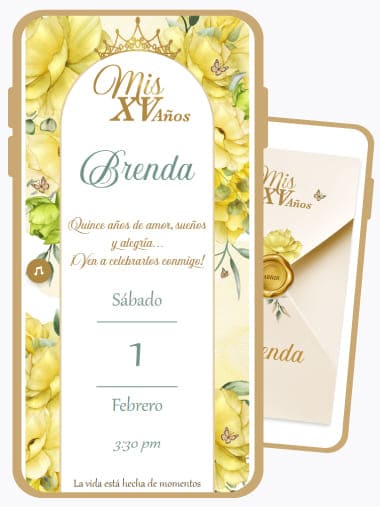 Mis
XV Años
Brenda
Quince años de amor, sueños
y alegría...
¡Ven a celebrarlos conmigo!
Sábado
1
Febrero
3:30 pm
La vida está hecha de momentos
Mis
XV Años